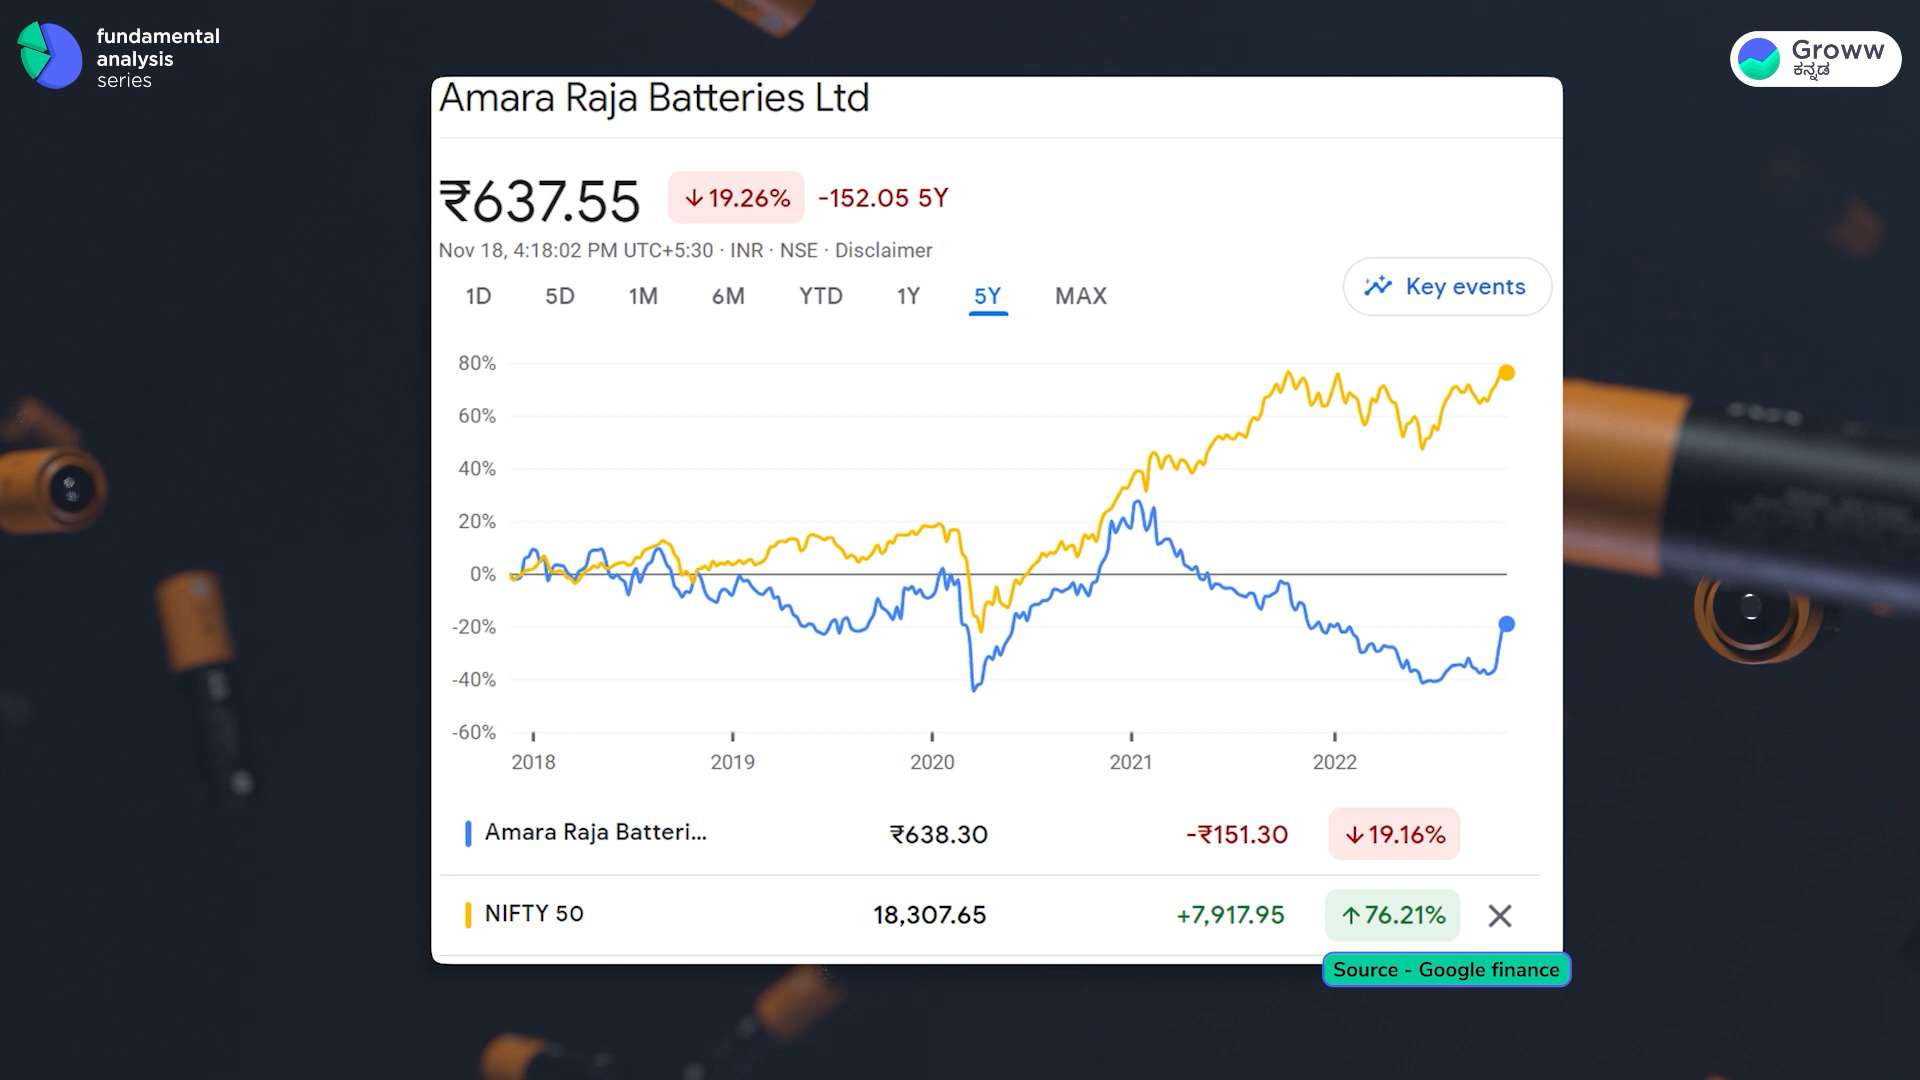 fundamental
analysis
series
Groww
ಕನ್ನಡ
Amara Raja Batteries Ltd
₹637.55 ↓19.26% -152.05 5Y
Nov 18, 4:18:02 PM UTC+5:30 · INR · NSE · Disclaimer
1D 5D 1M 6M YTD 1Y 5Y MAX
Key events
80%
60%
40%
20%
0%
-20%
-40%
-60%
2018 2019 2020 2021 2022
Amara Raja Batteri... ₹638.30 -₹151.30 ↓19.16%
NIFTY 50 18,307.65 +7,917.95 ↑76.21%
Source - Google finance